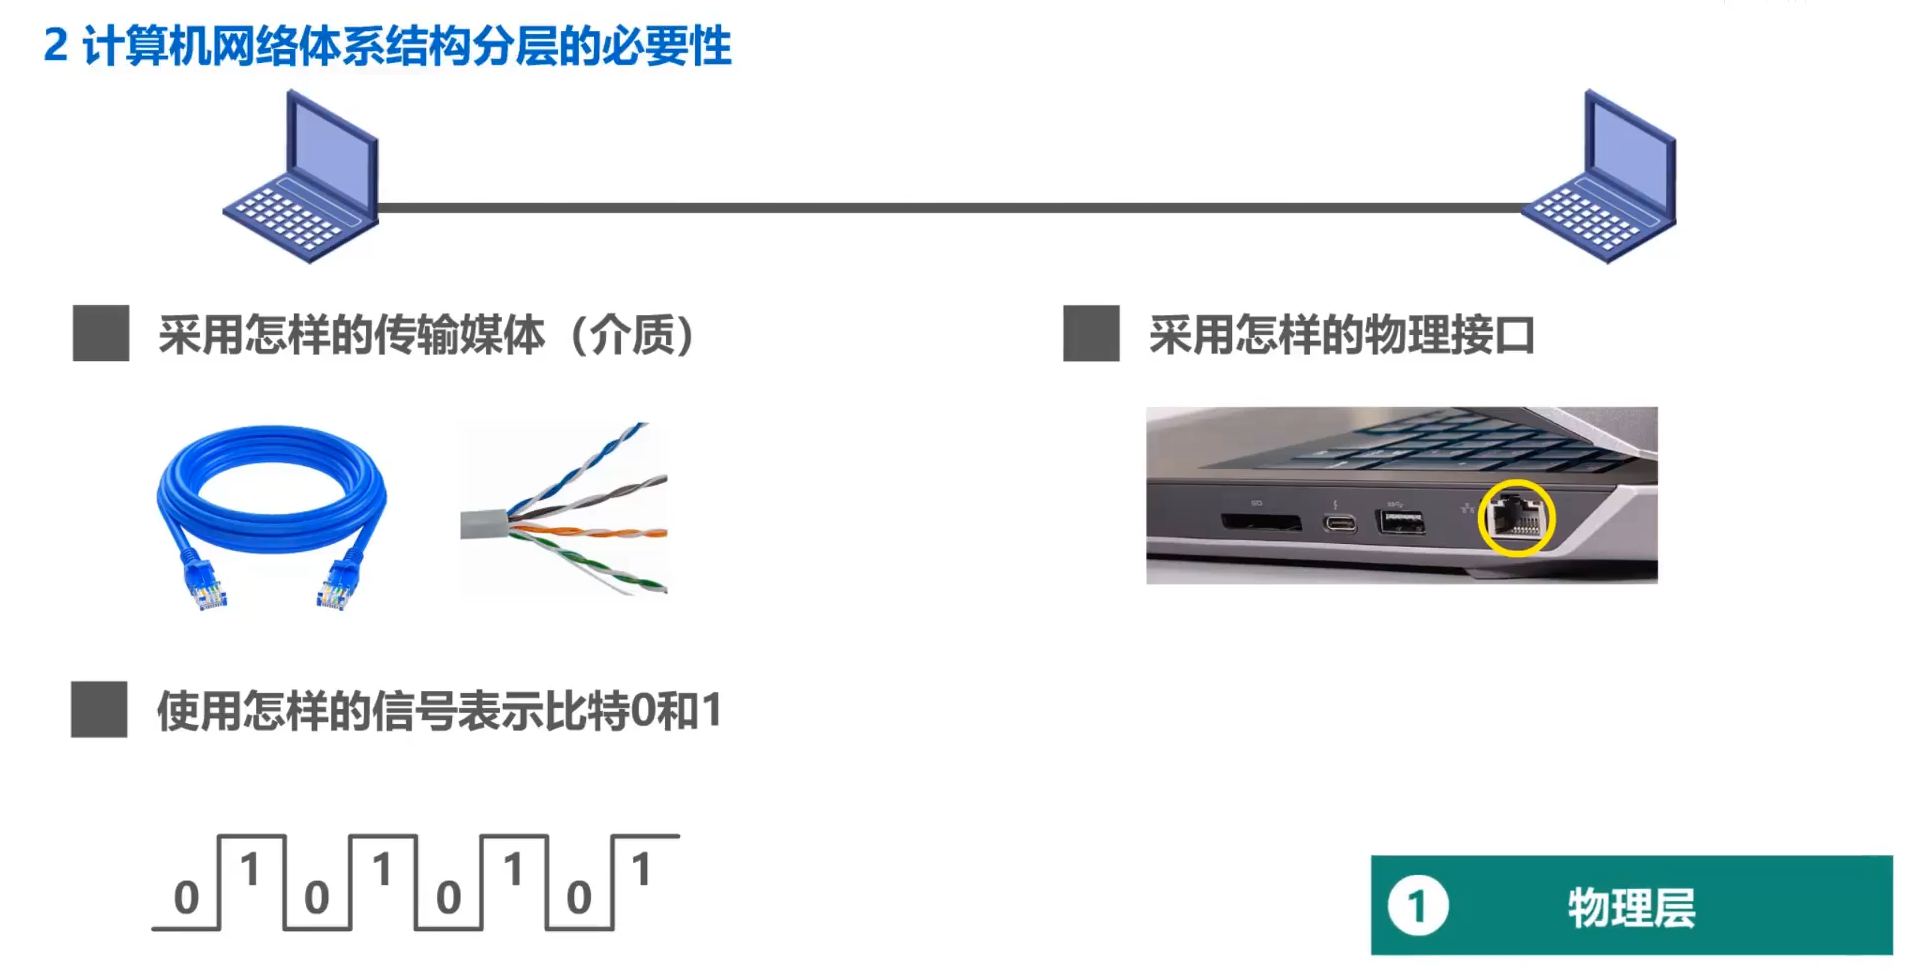 2 计算机网络体系结构分层的必要性
采用怎样的传输媒体（介质）
采用怎样的物理接口
使用怎样的信号表示比特0和1
0 1 0 1 0 1 0 1
1 物理层